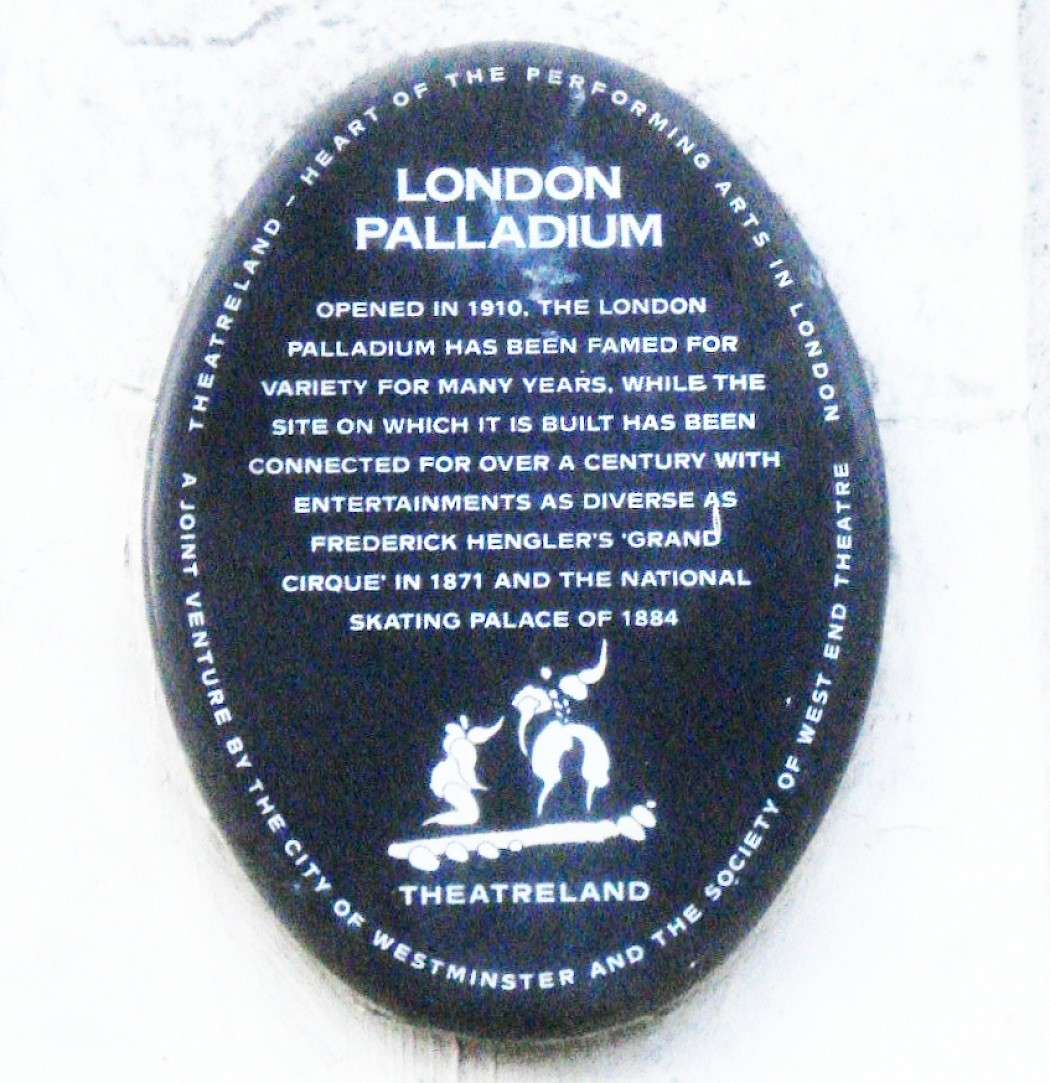 THEATRELAND – HEART OF THE PERFORMING ARTS IN LONDON
LONDON
PALLADIUM
OPENED IN 1910, THE LONDON
PALLADIUM HAS BEEN FAMED FOR
VARIETY FOR MANY YEARS, WHILE THE
SITE ON WHICH IT IS BUILT HAS BEEN
CONNECTED FOR OVER A CENTURY WITH
ENTERTAINMENTS AS DIVERSE AS
FREDERICK HENGLER'S 'GRAND
CIRQUE' IN 1871 AND THE NATIONAL
SKATING PALACE OF 1884
THEATRELAND
A JOINT VENTURE BY THE CITY OF WESTMINSTER AND THE SOCIETY OF WEST END THEATRE